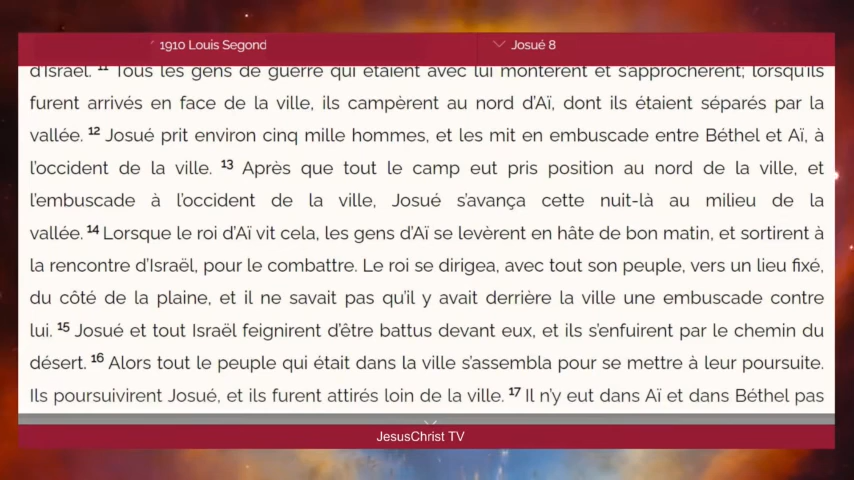 1910 Louis Segond
Josué 8
d'Israël. 11 Tous les gens de guerre qui étaient avec lui montèrent et s'approchèrent; lorsqu'ils
furent arrivés en face de la ville, ils campèrent au nord d'Aï, dont ils étaient séparés par la
vallée. 12 Josué prit environ cinq mille hommes, et les mit en embuscade entre Béthel et Aï, à
l'occident de la ville. 13 Après que tout le camp eut pris position au nord de la ville, et
l'embuscade à l'occident de la ville, Josué s'avança cette nuit-là au milieu de la
vallée. 14 Lorsque le roi d'Aï vit cela, les gens d'Aï se levèrent en hâte de bon matin, et sortirent à
la rencontre d'Israël, pour le combattre. Le roi se dirigea, avec tout son peuple, vers un lieu fixé,
du côté de la plaine, et il ne savait pas qu'il y avait derrière la ville une embuscade contre
lui. 15 Josué et tout Israël feignirent d'être battus devant eux, et ils s'enfuirent par le chemin du
désert. 16 Alors tout le peuple qui était dans la ville s'assembla pour se mettre à leur poursuite.
Ils poursuivirent Josué, et ils furent attirés loin de la ville. 17 Il n'y eut dans Aï et dans Béthel pas
JesusChrist TV